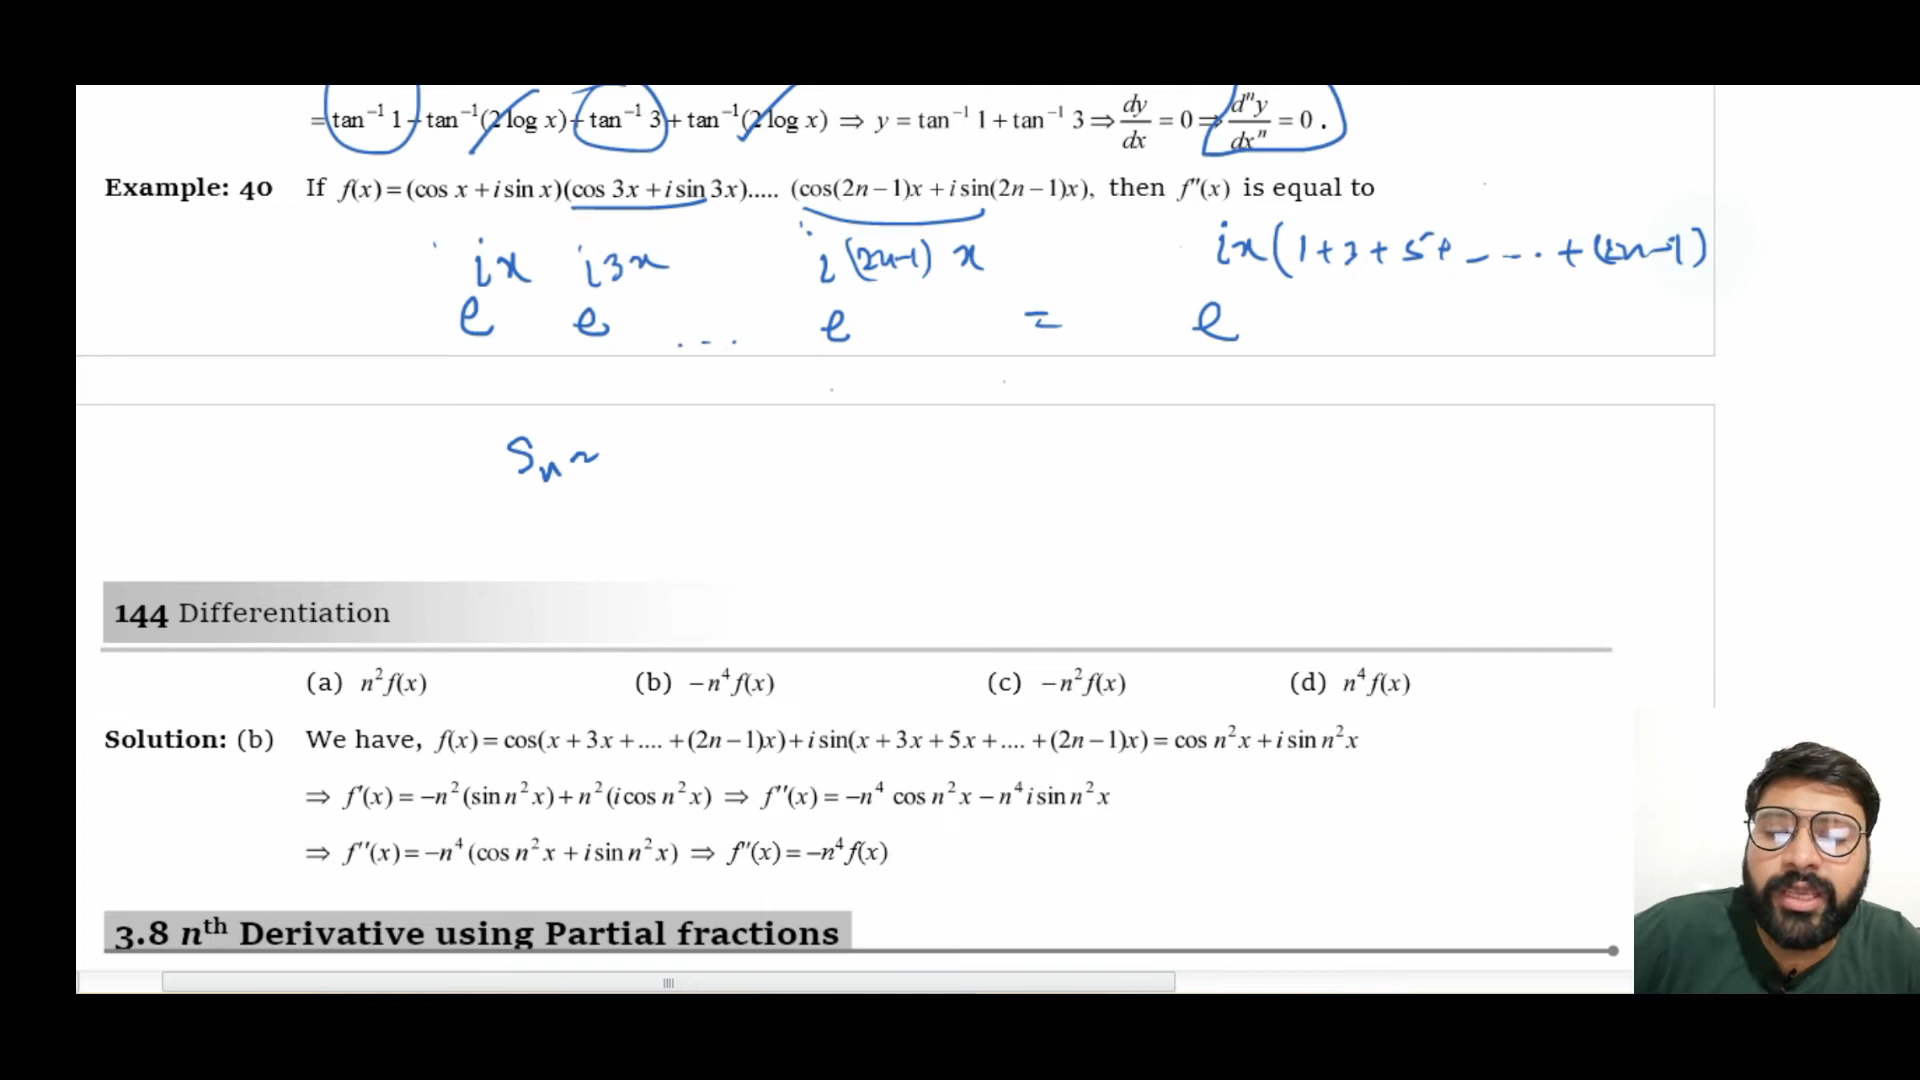 = tan⁻¹ 1 + tan⁻¹(2 log x) + tan⁻¹ 3 + tan⁻¹(2 log x) ⇒ y = tan⁻¹ 1 + tan⁻¹ 3 ⇒ dy/dx = 0 ⇒ dⁿy/dxⁿ = 0 .
Example: 40 If f(x) = (cos x + i sin x)(cos 3x + i sin 3x)..... (cos(2n − 1)x + i sin(2n − 1)x), then f''(x) is equal to
e^{ix} e^{i3x} ... e^{i(2n-1)x} = e^{ix(1+3+5+-...+(2n-1)}
Sn
144 Differentiation
(a) n² f(x) (b) −n⁴ f(x) (c) −n² f(x) (d) n⁴ f(x)
Solution: (b) We have, f(x) = cos(x + 3x + .... + (2n − 1)x) + i sin(x + 3x + 5x + .... + (2n − 1)x) = cos n²x + i sin n²x
⇒ f'(x) = −n²(sin n²x) + n²(i cos n²x) ⇒ f''(x) = −n⁴ cos n²x − n⁴ i sin n²x
⇒ f''(x) = −n⁴(cos n²x + i sin n²x) ⇒ f'(x) = −n⁴ f(x)
3.8 nth Derivative using Partial fractions